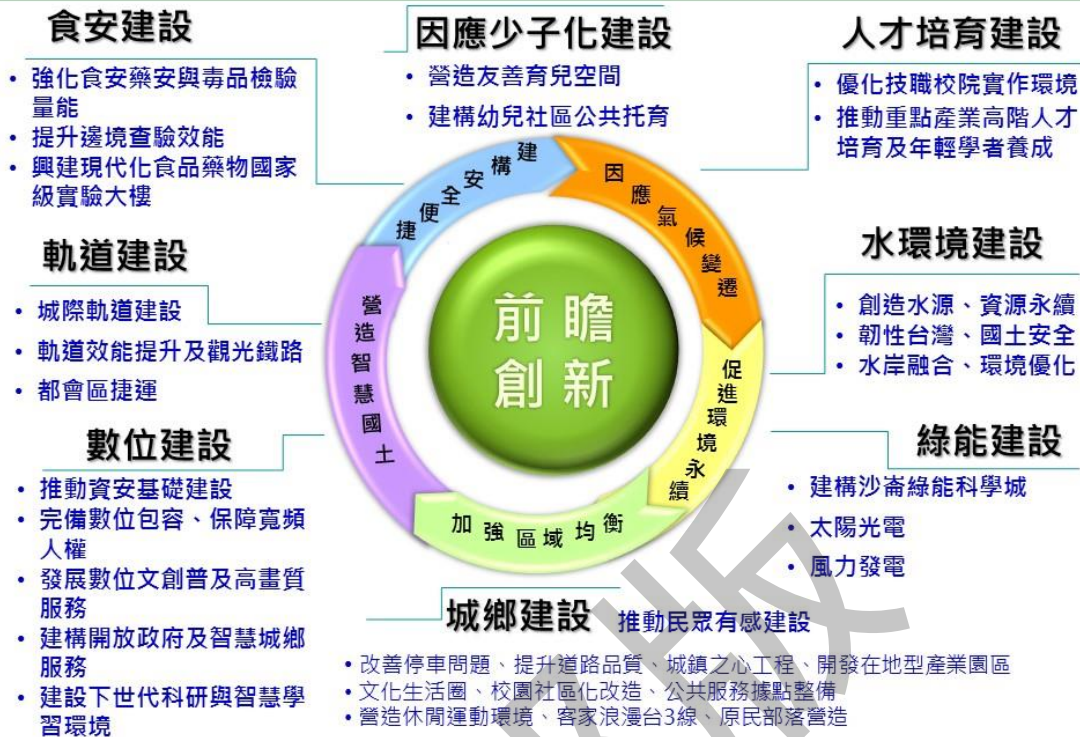 食安建設
• 強化食安藥安與毒品檢驗
量能
• 提升邊境查驗效能
• 興建現代化食品藥物國家
級實驗大樓
因應少子化建設
• 營造友善育兒空間
• 建構幼兒社區公共托育
人才培育建設
• 優化技職校院實作環境
• 推動重點產業高階人才
培育及年輕學者養成
軌道建設
• 城際軌道建設
• 軌道效能提升及觀光鐵路
• 都會區捷運
建構安全便捷
因應氣候變遷
促進環境永續
加強區域均衡
營造智慧國土
前瞻
創新
水環境建設
• 創造水源、資源永續
• 韌性台灣、國土安全
• 水岸融合、環境優化
數位建設
• 推動資安基礎建設
• 完備數位包容、保障寬頻
人權
• 發展數位文創普及高畫質
服務
• 建構開放政府及智慧城鄉
服務
• 建設下世代科研與智慧學
習環境
綠能建設
• 建構沙崙綠能科學城
• 太陽光電
• 風力發電
城鄉建設 推動民眾有感建設
• 改善停車問題、提升道路品質、城鎮之心工程、開發在地型產業園區
• 文化生活圈、校園社區化改造、公共服務據點整備
• 營造休閒運動環境、客家浪漫台3線、原民部落營造
版